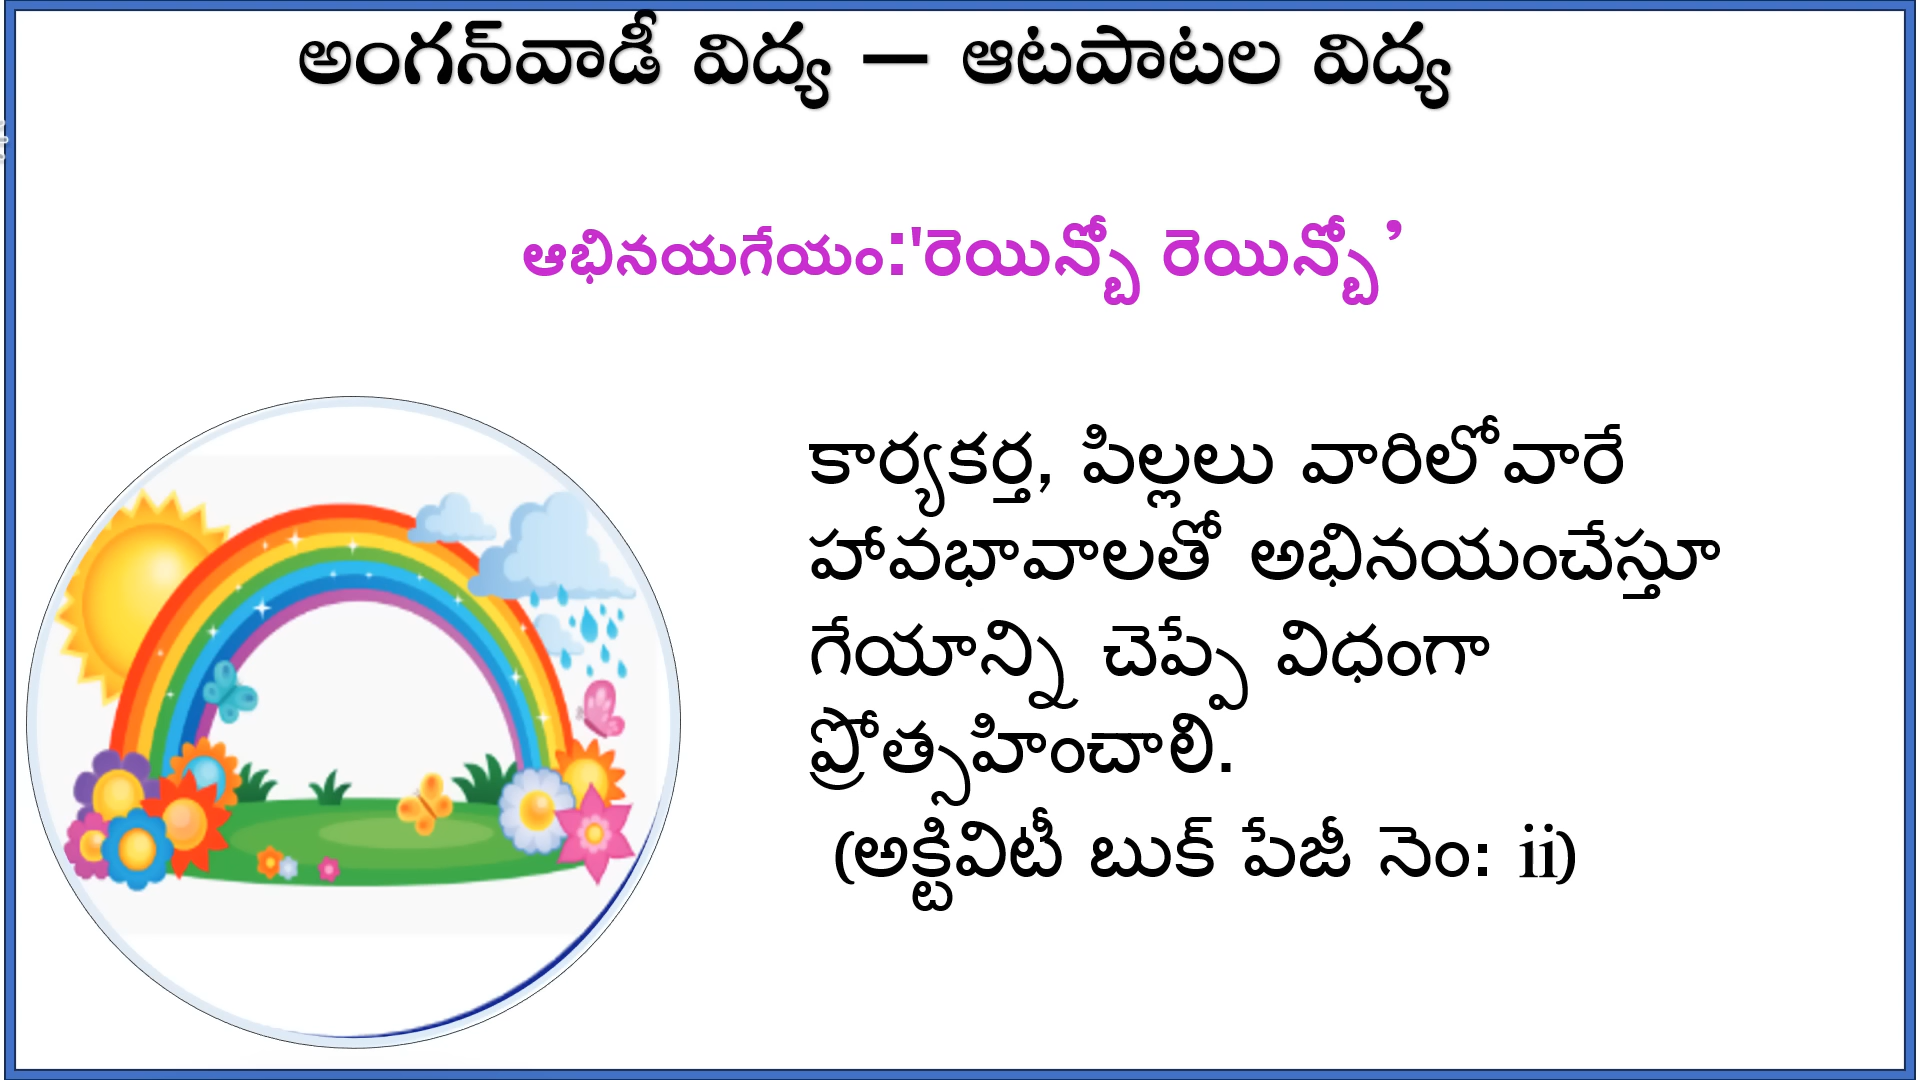 అంగన్‌వాడీ విద్య – ఆటపాటల విద్య
ఆభినయగేయం:'రెయిన్బో రెయిన్బో’
కార్యకర్త, పిల్లలు వారిలోవారే
హావభావాలతో అభినయంచేస్తూ
గేయాన్ని చెప్పే విధంగా
ప్రోత్సహించాలి.
(అక్టివిటీ బుక్ పేజీ నెం: ii)